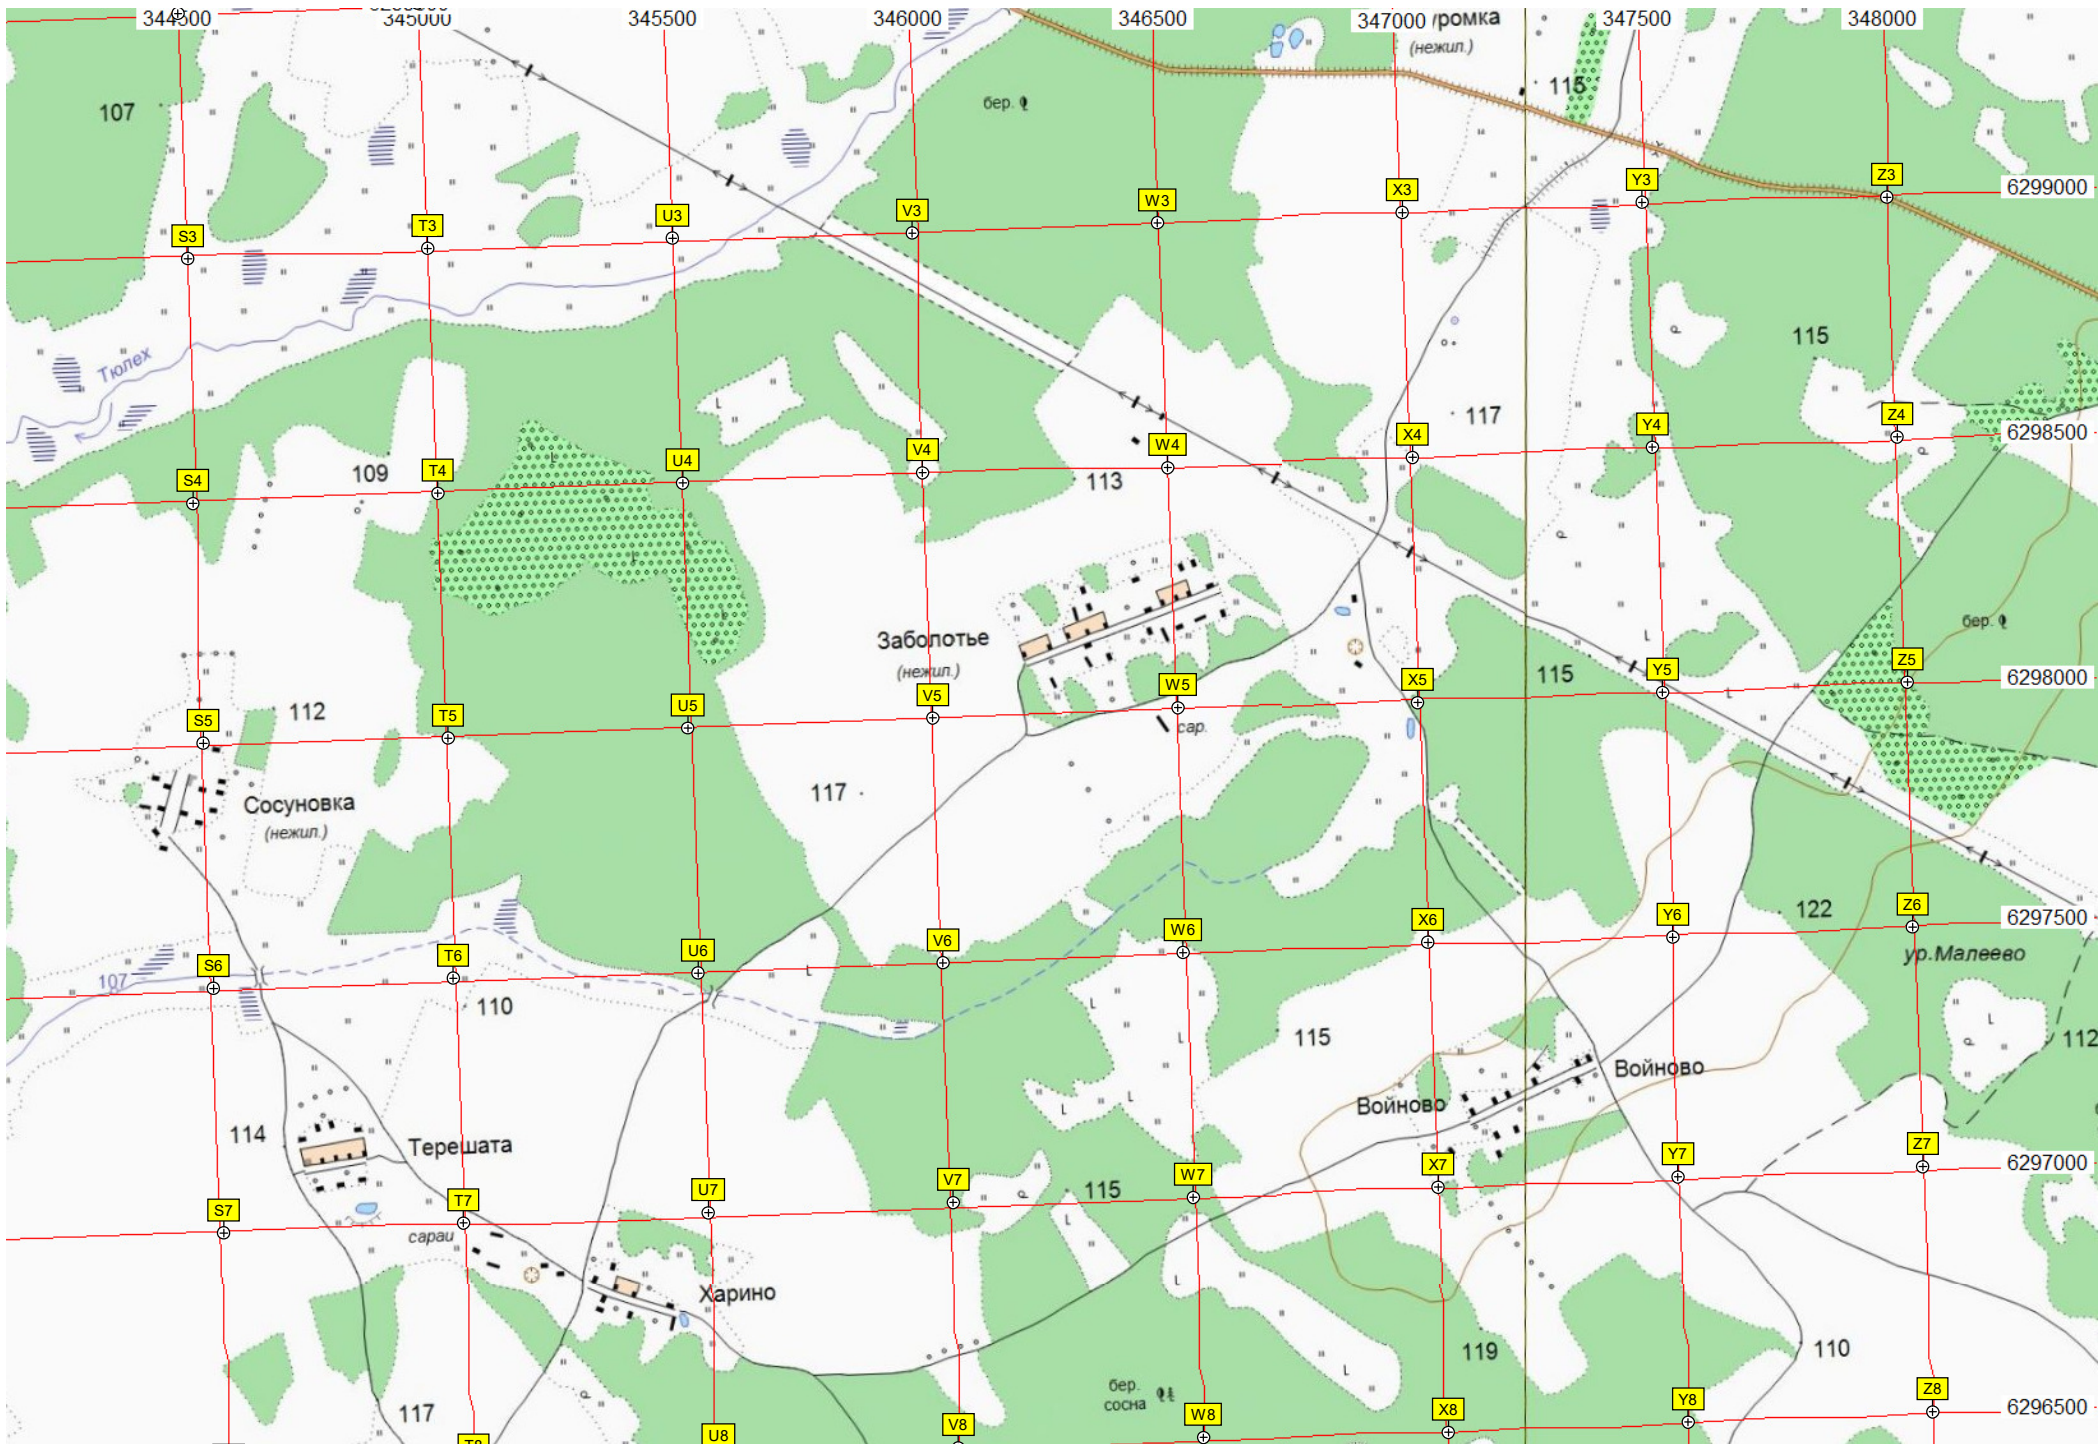 344500
345000
345500
346000
346500
347000
347500
348000
(нежил.)
115
107
бер.
Z3
Y3
X3
W3
V3
U3
T3
S3
6299000
115
Тюлех
117
Z4
Y4
X4
W4
V4
U4
T4
S4
6298500
109
113
Заболотье
(нежил.)
бер.
115
Z5
Y5
X5
W5
V5
U5
T5
S5
6298000
112
сар.
117
Сосуновка
(нежил.)
122
Z6
Y6
X6
W6
V6
U6
T6
S6
6297500
ур.Малеево
107
110
115
112
Войново
Войново
114
Терешата
Z7
Y7
X7
W7
V7
U7
T7
S7
6297000
115
сараи
Харино
119
110
бер.
сосна
117
Z8
Y8
X8
W8
V8
U8
T8
6296500